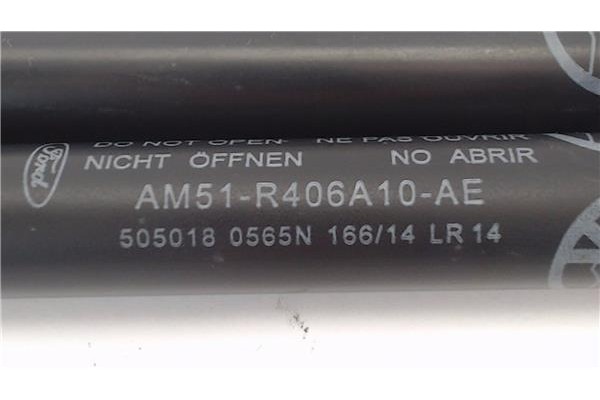 DO NOT OPEN- NE PAS OUVRIR
Ford NICHT ÖFFNEN NO ABRIR
AM51-R406A10-AE
505018 0565N 166/14 LR 14